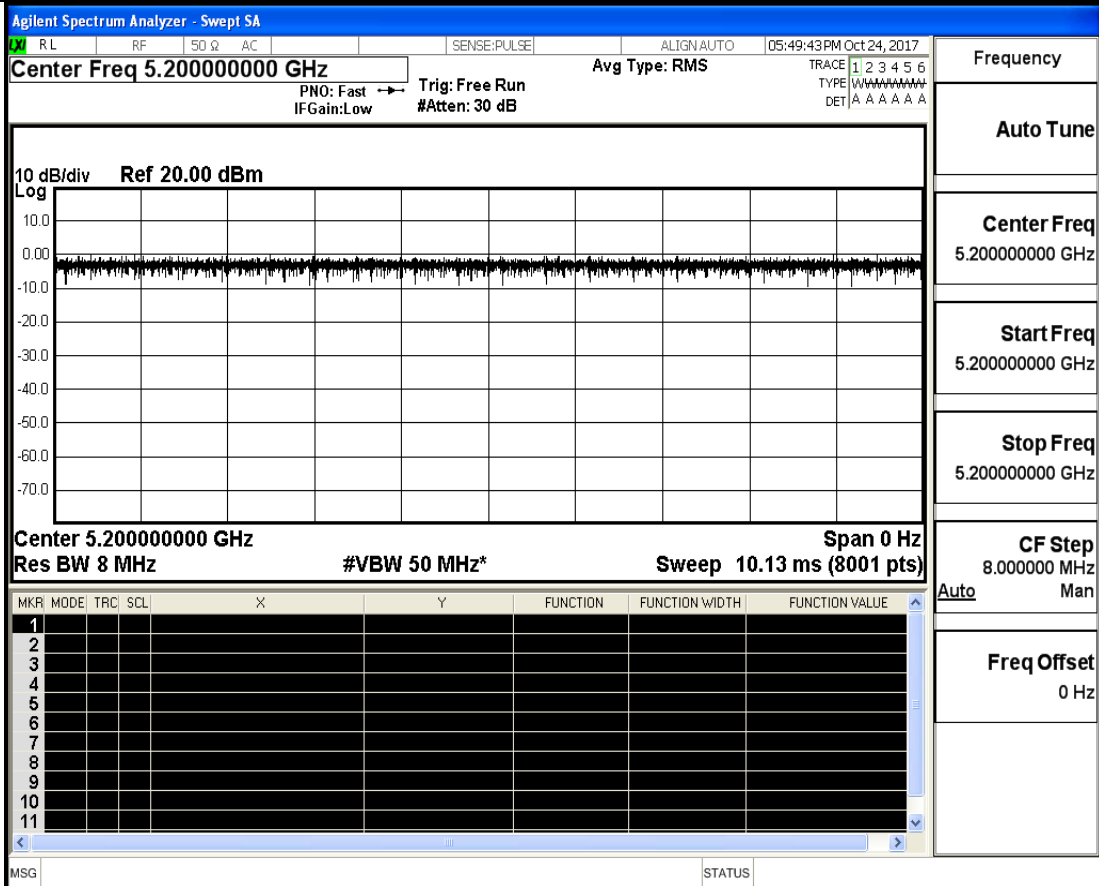 Agilent Spectrum Analyzer - Swept SA
LXI RL RF 50 Ω AC SENSE:PULSE ALIGN AUTO 05:49:43 PM Oct 24, 2017
Center Freq 5.200000000 GHz
Avg Type: RMS
TRACE 1 2 3 4 5 6
PNO: Fast
Trig: Free Run
TYPE
IFGain:Low
#Atten: 30 dB
DET A A A A A A
10 dB/div Ref 20.00 dBm
Log
10.0
0.00
-10.0
-20.0
-30.0
-40.0
-50.0
-60.0
-70.0
Center 5.200000000 GHz Span 0 Hz
Res BW 8 MHz #VBW 50 MHz* Sweep 10.13 ms (8001 pts)
MKR MODE TRC SCL X Y FUNCTION FUNCTION WIDTH FUNCTION VALUE
1
2
3
4
5
6
7
8
9
10
11
MSG STATUS
Frequency
Auto Tune
Center Freq
5.200000000 GHz
Start Freq
5.200000000 GHz
Stop Freq
5.200000000 GHz
CF Step
8.000000 MHz
Auto Man
Freq Offset
0 Hz